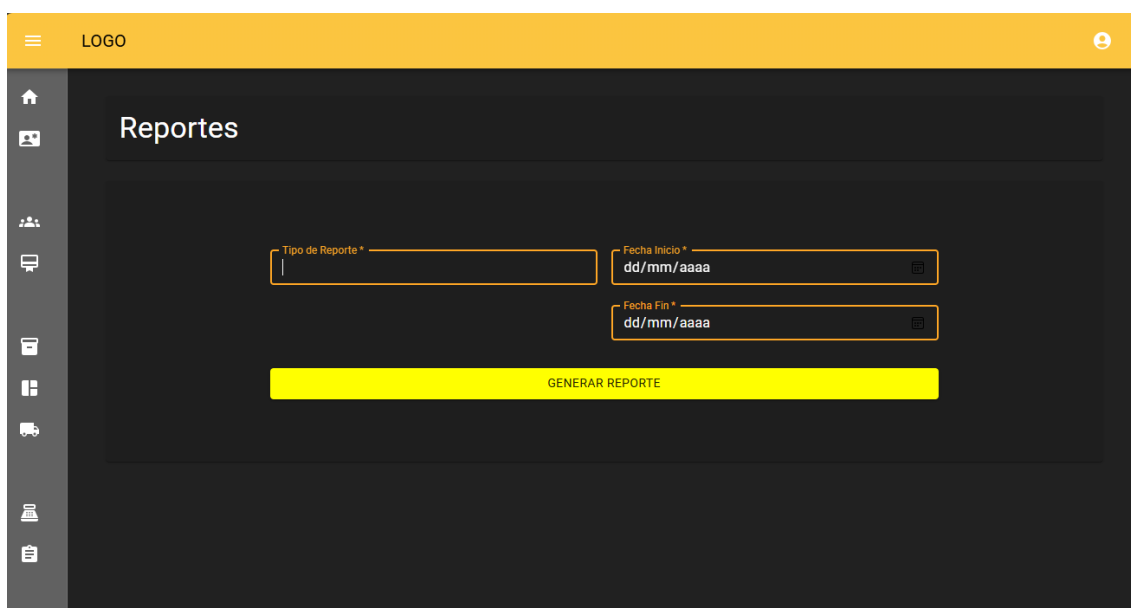 LOGO
Reportes
Tipo de Reporte *
Fecha Inicio *
dd/mm/aaaa
Fecha Fin *
dd/mm/aaaa
GENERAR REPORTE